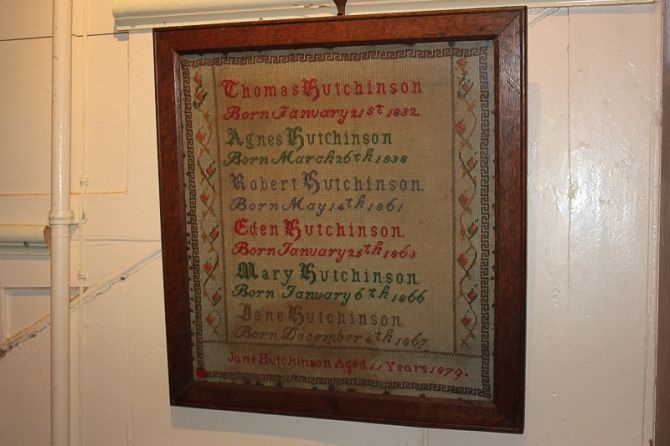 Thomas Hutchinson
Born January 21st 1832.
Agnes Hutchinson
Born March 26th 1838
Robert Hutchinson.
Born May 14th 1861
Eden Hutchinson.
Born January 25th 1863
Mary Hutchinson.
Born January 6th 1866
Jane Hutchinson.
Born December 4th 1867.
Jane Hutchinson Aged 11 Years 1879.